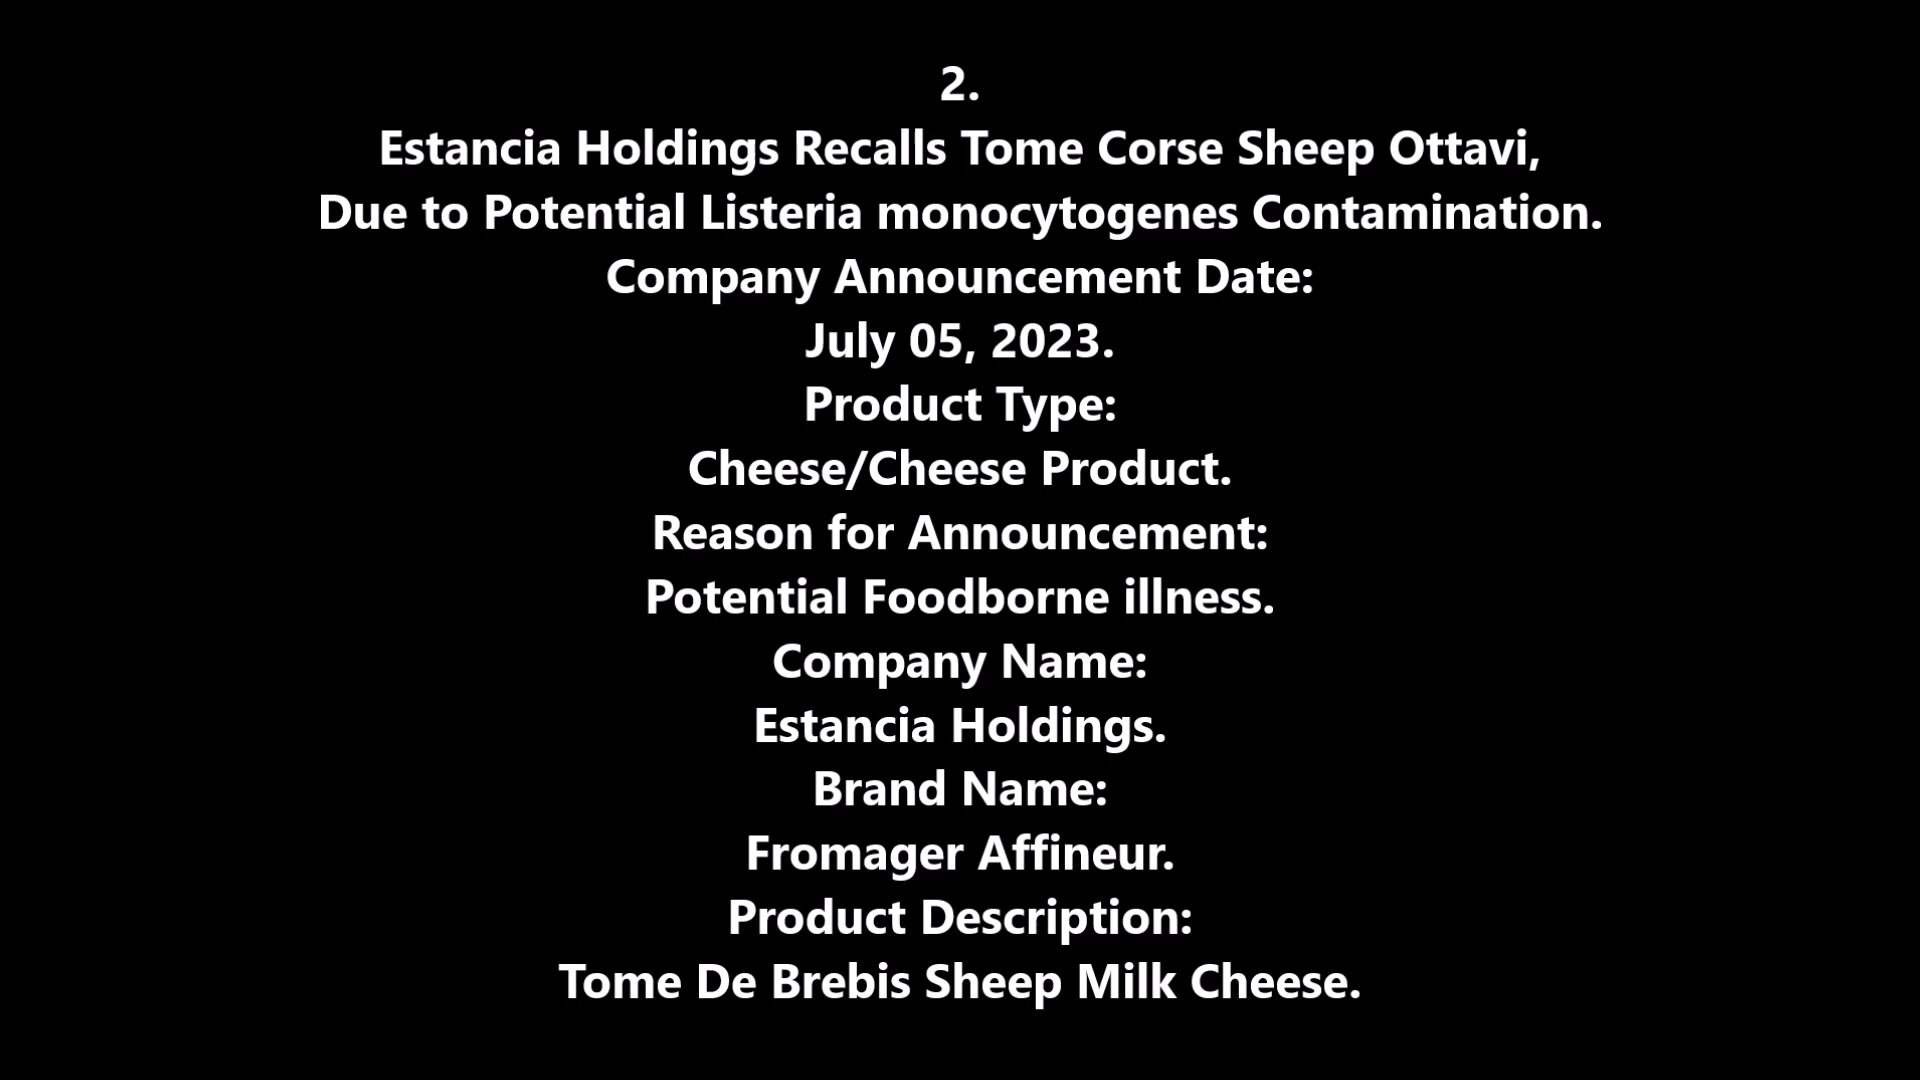 2.
Estancia Holdings Recalls Tome Corse Sheep Ottavi,
Due to Potential Listeria monocytogenes Contamination.
Company Announcement Date:
July 05, 2023.
Product Type:
Cheese/Cheese Product.
Reason for Announcement:
Potential Foodborne illness.
Company Name:
Estancia Holdings.
Brand Name:
Fromager Affineur.
Product Description:
Tome De Brebis Sheep Milk Cheese.